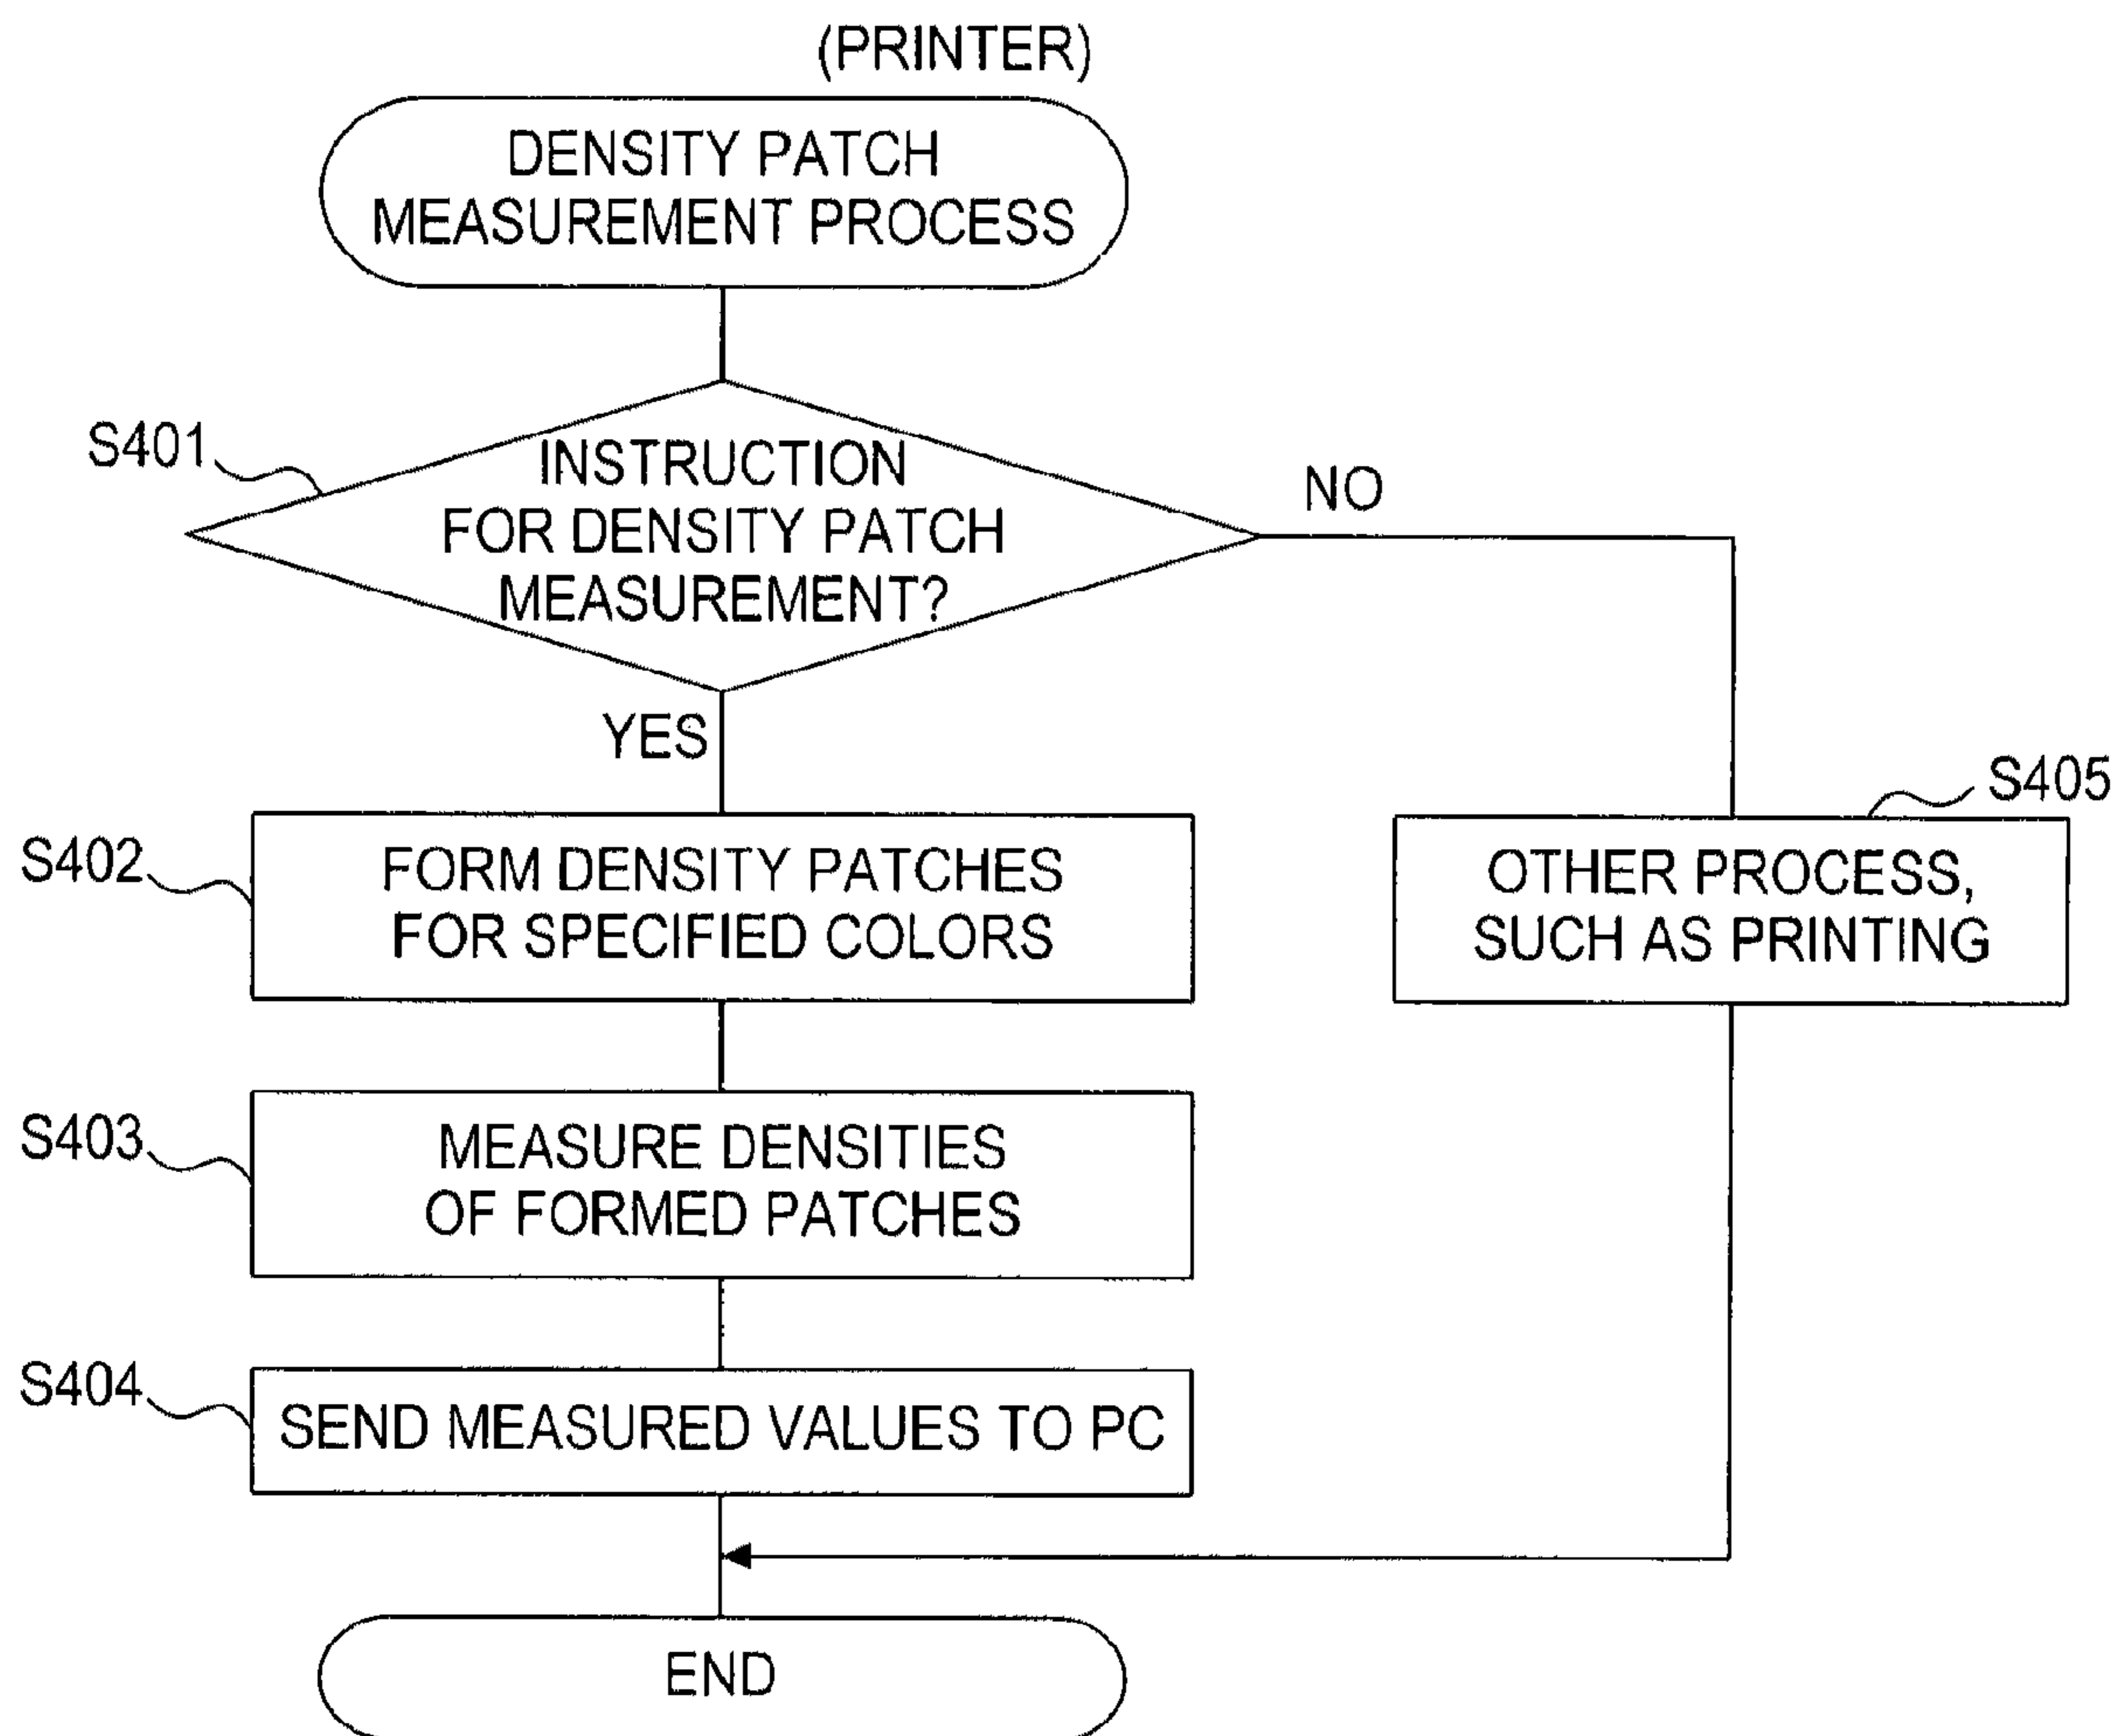 (PRINTER)
DENSITY PATCH
MEASUREMENT PROCESS
S401
INSTRUCTION
FOR DENSITY PATCH
MEASUREMENT?
NO
YES
S402
FORM DENSITY PATCHES
FOR SPECIFIED COLORS
S405
OTHER PROCESS,
SUCH AS PRINTING
S403
MEASURE DENSITIES
OF FORMED PATCHES
S404
SEND MEASURED VALUES TO PC
END